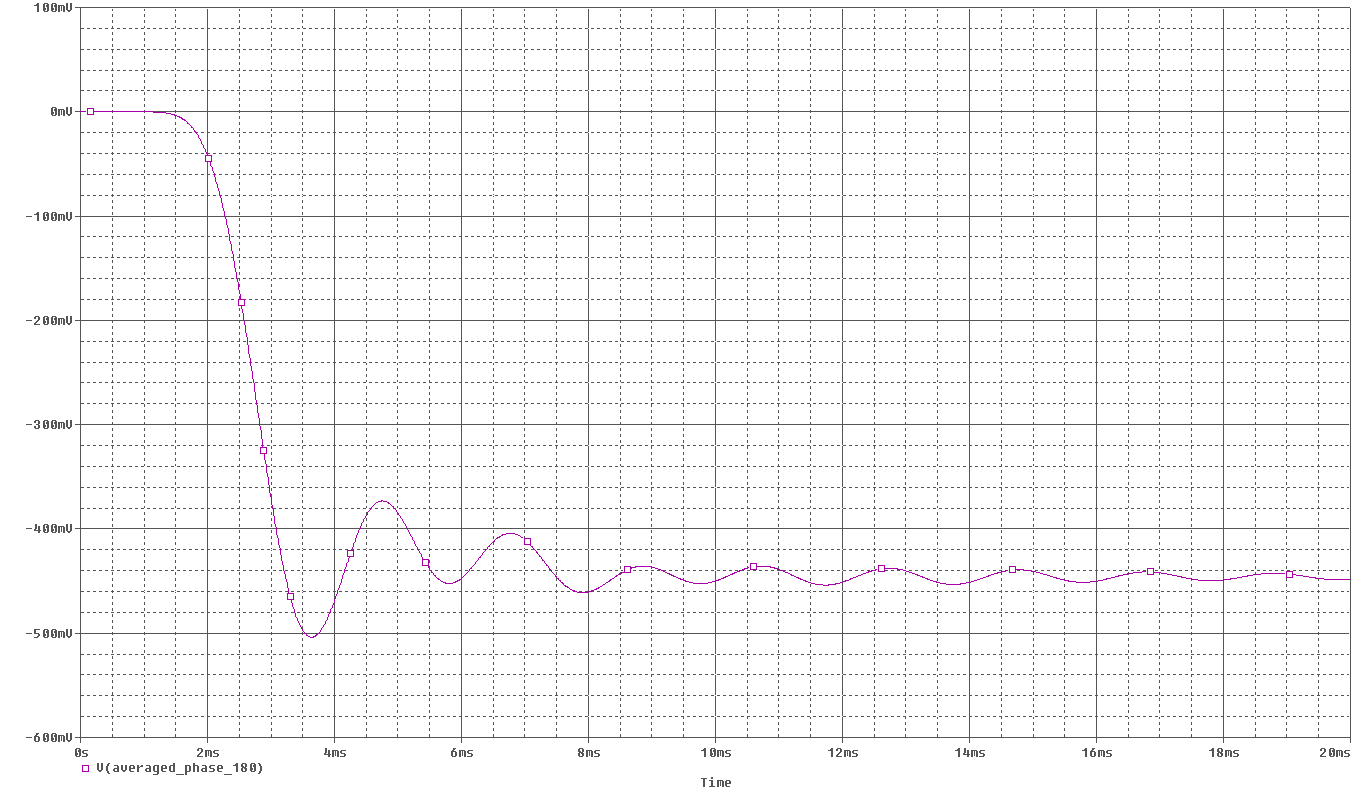 100mV
0mV
-100mV
-200mV
-300mV
-400mV
-500mV
-600mV
0s 2ms 4ms 6ms 8ms 10ms 12ms 14ms 16ms 18ms 20ms
V(averaged_phase_180)
Time